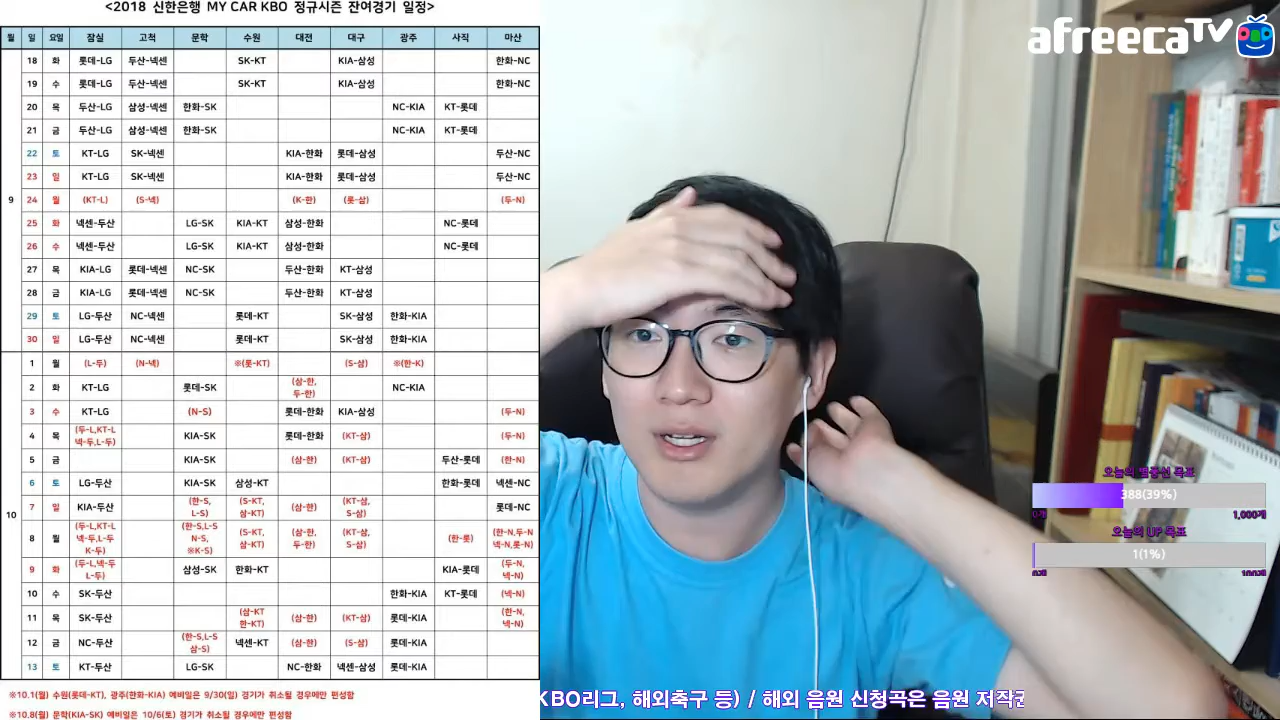 <2018 신한은행 MY CAR KBO 정규시즌 잔여경기 일정>
월 일 요일 잠실 고척 문학 수원 대전 대구 광주 사직 마산
9
18 화 롯데-LG 두산-넥센 SK-KT KIA-삼성 한화-NC
19 수 롯데-LG 두산-넥센 SK-KT KIA-삼성 한화-NC
20 목 두산-LG 삼성-넥센 한화-SK NC-KIA KT-롯데
21 금 두산-LG 삼성-넥센 한화-SK NC-KIA KT-롯데
22 토 KT-LG SK-넥센 KIA-한화 롯데-삼성 두산-NC
23 일 KT-LG SK-넥센 KIA-한화 롯데-삼성 두산-NC
24 월 (KT-L) (S-넥) (K-한) (롯-삼) (두-N)
25 화 넥센-두산 LG-SK KIA-KT 삼성-한화 NC-롯데
26 수 넥센-두산 LG-SK KIA-KT 삼성-한화 NC-롯데
27 목 KIA-LG 롯데-넥센 NC-SK 두산-한화 KT-삼성
28 금 KIA-LG 롯데-넥센 NC-SK 두산-한화 KT-삼성
29 토 LG-두산 NC-넥센 롯데-KT SK-삼성 한화-KIA
30 일 LG-두산 NC-넥센 롯데-KT SK-삼성 한화-KIA
10
1 월 (L-두) (N-넥) ※(롯-KT) (S-삼) ※(한-K)
2 화 KT-LG 롯데-SK (삼-한, 두-한) NC-KIA
3 수 KT-LG (N-S) 롯데-한화 KIA-삼성 (두-N)
4 목 (두-L,KT-L 넥-두,L-두) KIA-SK 롯데-한화 (KT-삼) (두-N)
5 금 KIA-SK (삼-한) (KT-삼) 두산-롯데 (한-N)
6 토 LG-두산 KIA-SK 삼성-KT 한화-롯데 넥센-NC
7 일 KIA-두산 (한-S, L-S) (S-KT, 삼-KT) (삼-한) (KT-삼, S-삼) 롯데-NC
8 월 (두-L,KT-L 넥-두,L-두 K-두) (한-S,L-S N-S, ※K-S) (S-KT, 삼-KT) (삼-한, 두-한) (KT-삼, S-삼) (한-롯) (한-N,두-N 넥-N,롯-N)
9 화 (두-L,넥-두 L-두) 삼성-SK 한화-KT KIA-롯데 (두-N, 넥-N)
10 수 SK-두산 한화-KIA KT-롯데 (넥-N)
11 목 SK-두산 (삼-KT 한-KT) (삼-한) (KT-삼) 롯데-KIA (한-N, 넥-N)
12 금 NC-두산 (한-S,L-S 삼-S) 넥센-KT (삼-한) (S-삼) 롯데-KIA
13 토 KT-두산 LG-SK NC-한화 넥센-삼성 롯데-KIA
※10.1(월) 수원(롯데-KT), 광주(한화-KIA) 예비일은 9/30(일) 경기가 취소될 경우에만 편성함
※10.8(월) 문학(KIA-SK) 예비일은 10/6(토) 경기가 취소될 경우에만 편성함
afreecaTV
오늘의 별풍선 목표
388(39%)
0개 1,000개
오늘의 UP 목표
1(1%)
0개 100개
KBO리그, 해외축구 등) / 해외 음원 신청곡은 음원 저작권